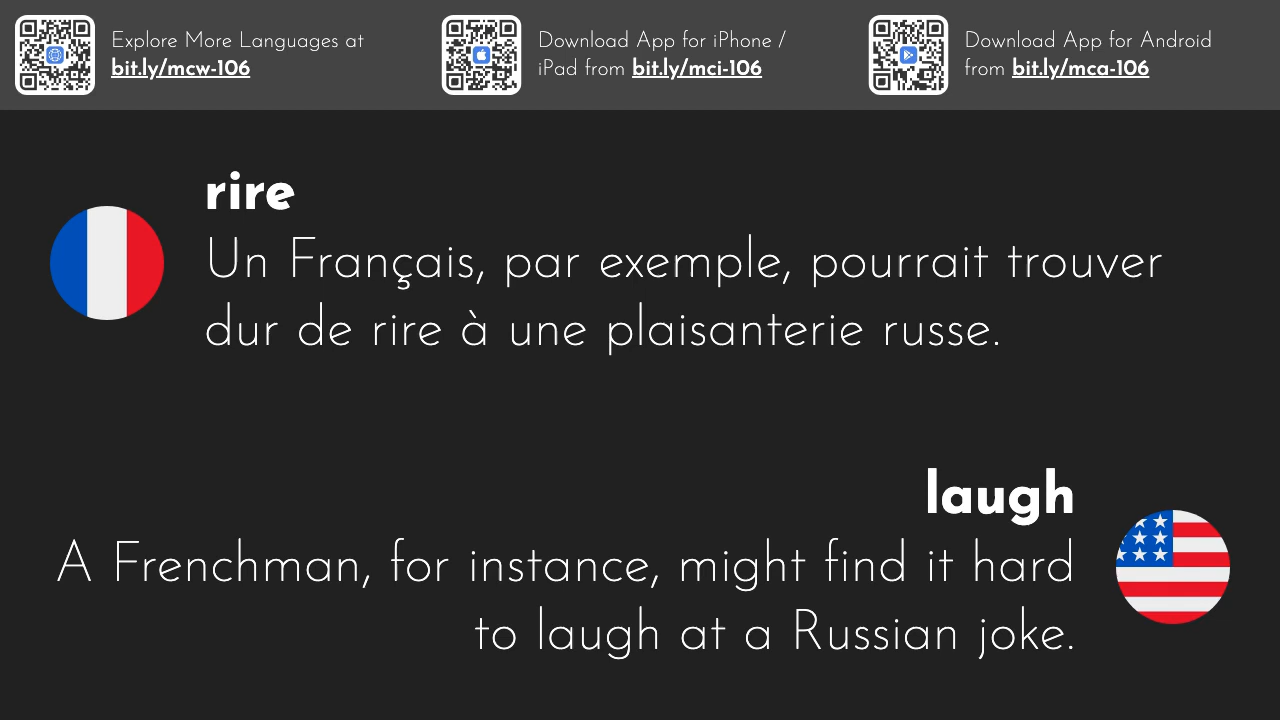 Explore More Languages at
bit.ly/mcw-106
Download App for iPhone /
iPad from bit.ly/mci-106
Download App for Android
from bit.ly/mca-106
rire
Un Français, par exemple, pourrait trouver
dur de rire à une plaisanterie russe.
laugh
A Frenchman, for instance, might find it hard
to laugh at a Russian joke.